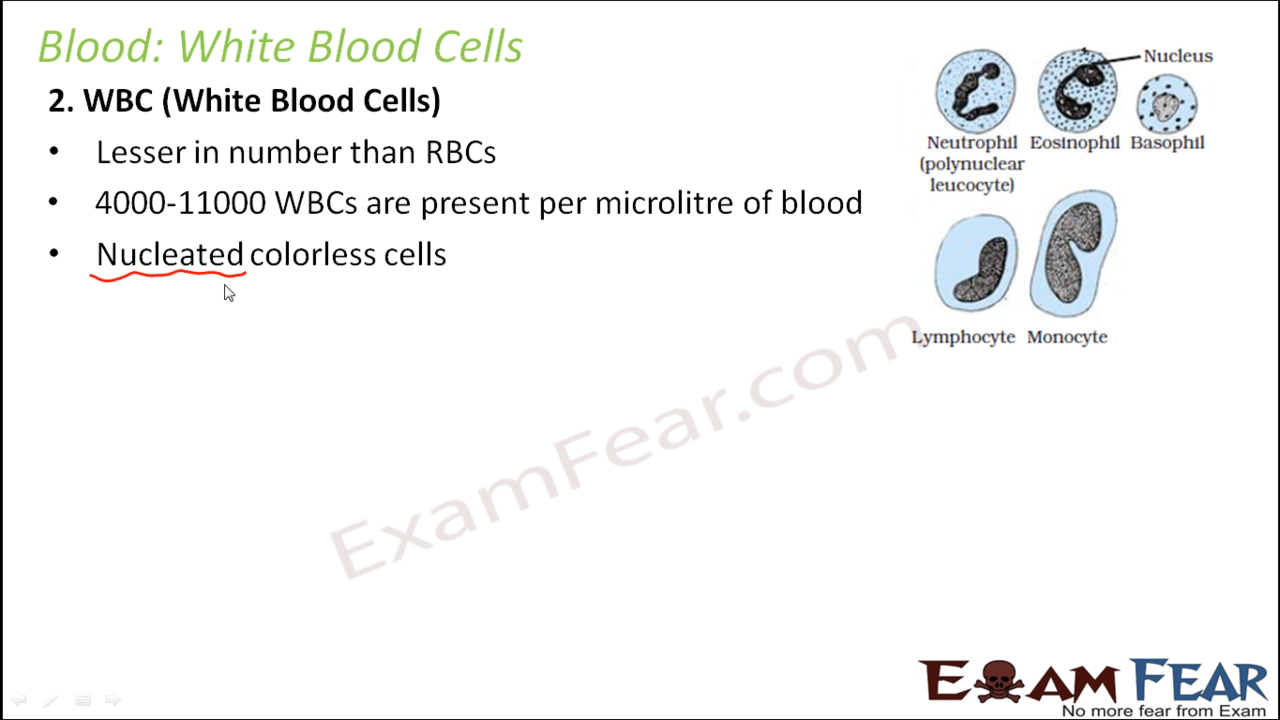 Blood: White Blood Cells
2. WBC (White Blood Cells)
• Lesser in number than RBCs
• 4000-11000 WBCs are present per microlitre of blood
• Nucleated colorless cells
Nucleus
Neutrophil Eosinophil Basophil
(polynuclear
leucocyte)
Lymphocyte Monocyte
ExamFear.com
EXAM FEAR
No more fear from Exam